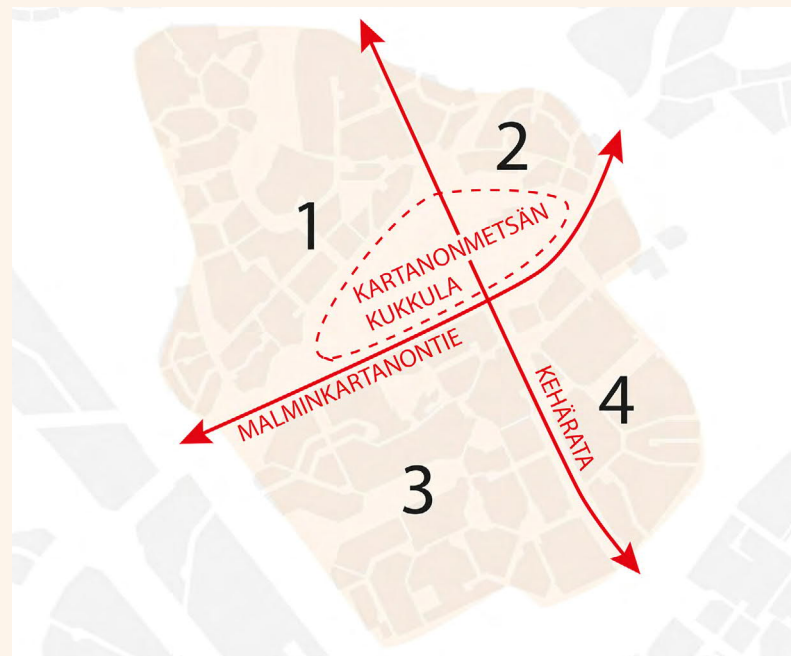 2
1
KARTANONMETSÄN
KUKKULA
MALMINKARTANONTIE
KEHÄRATA
4
3